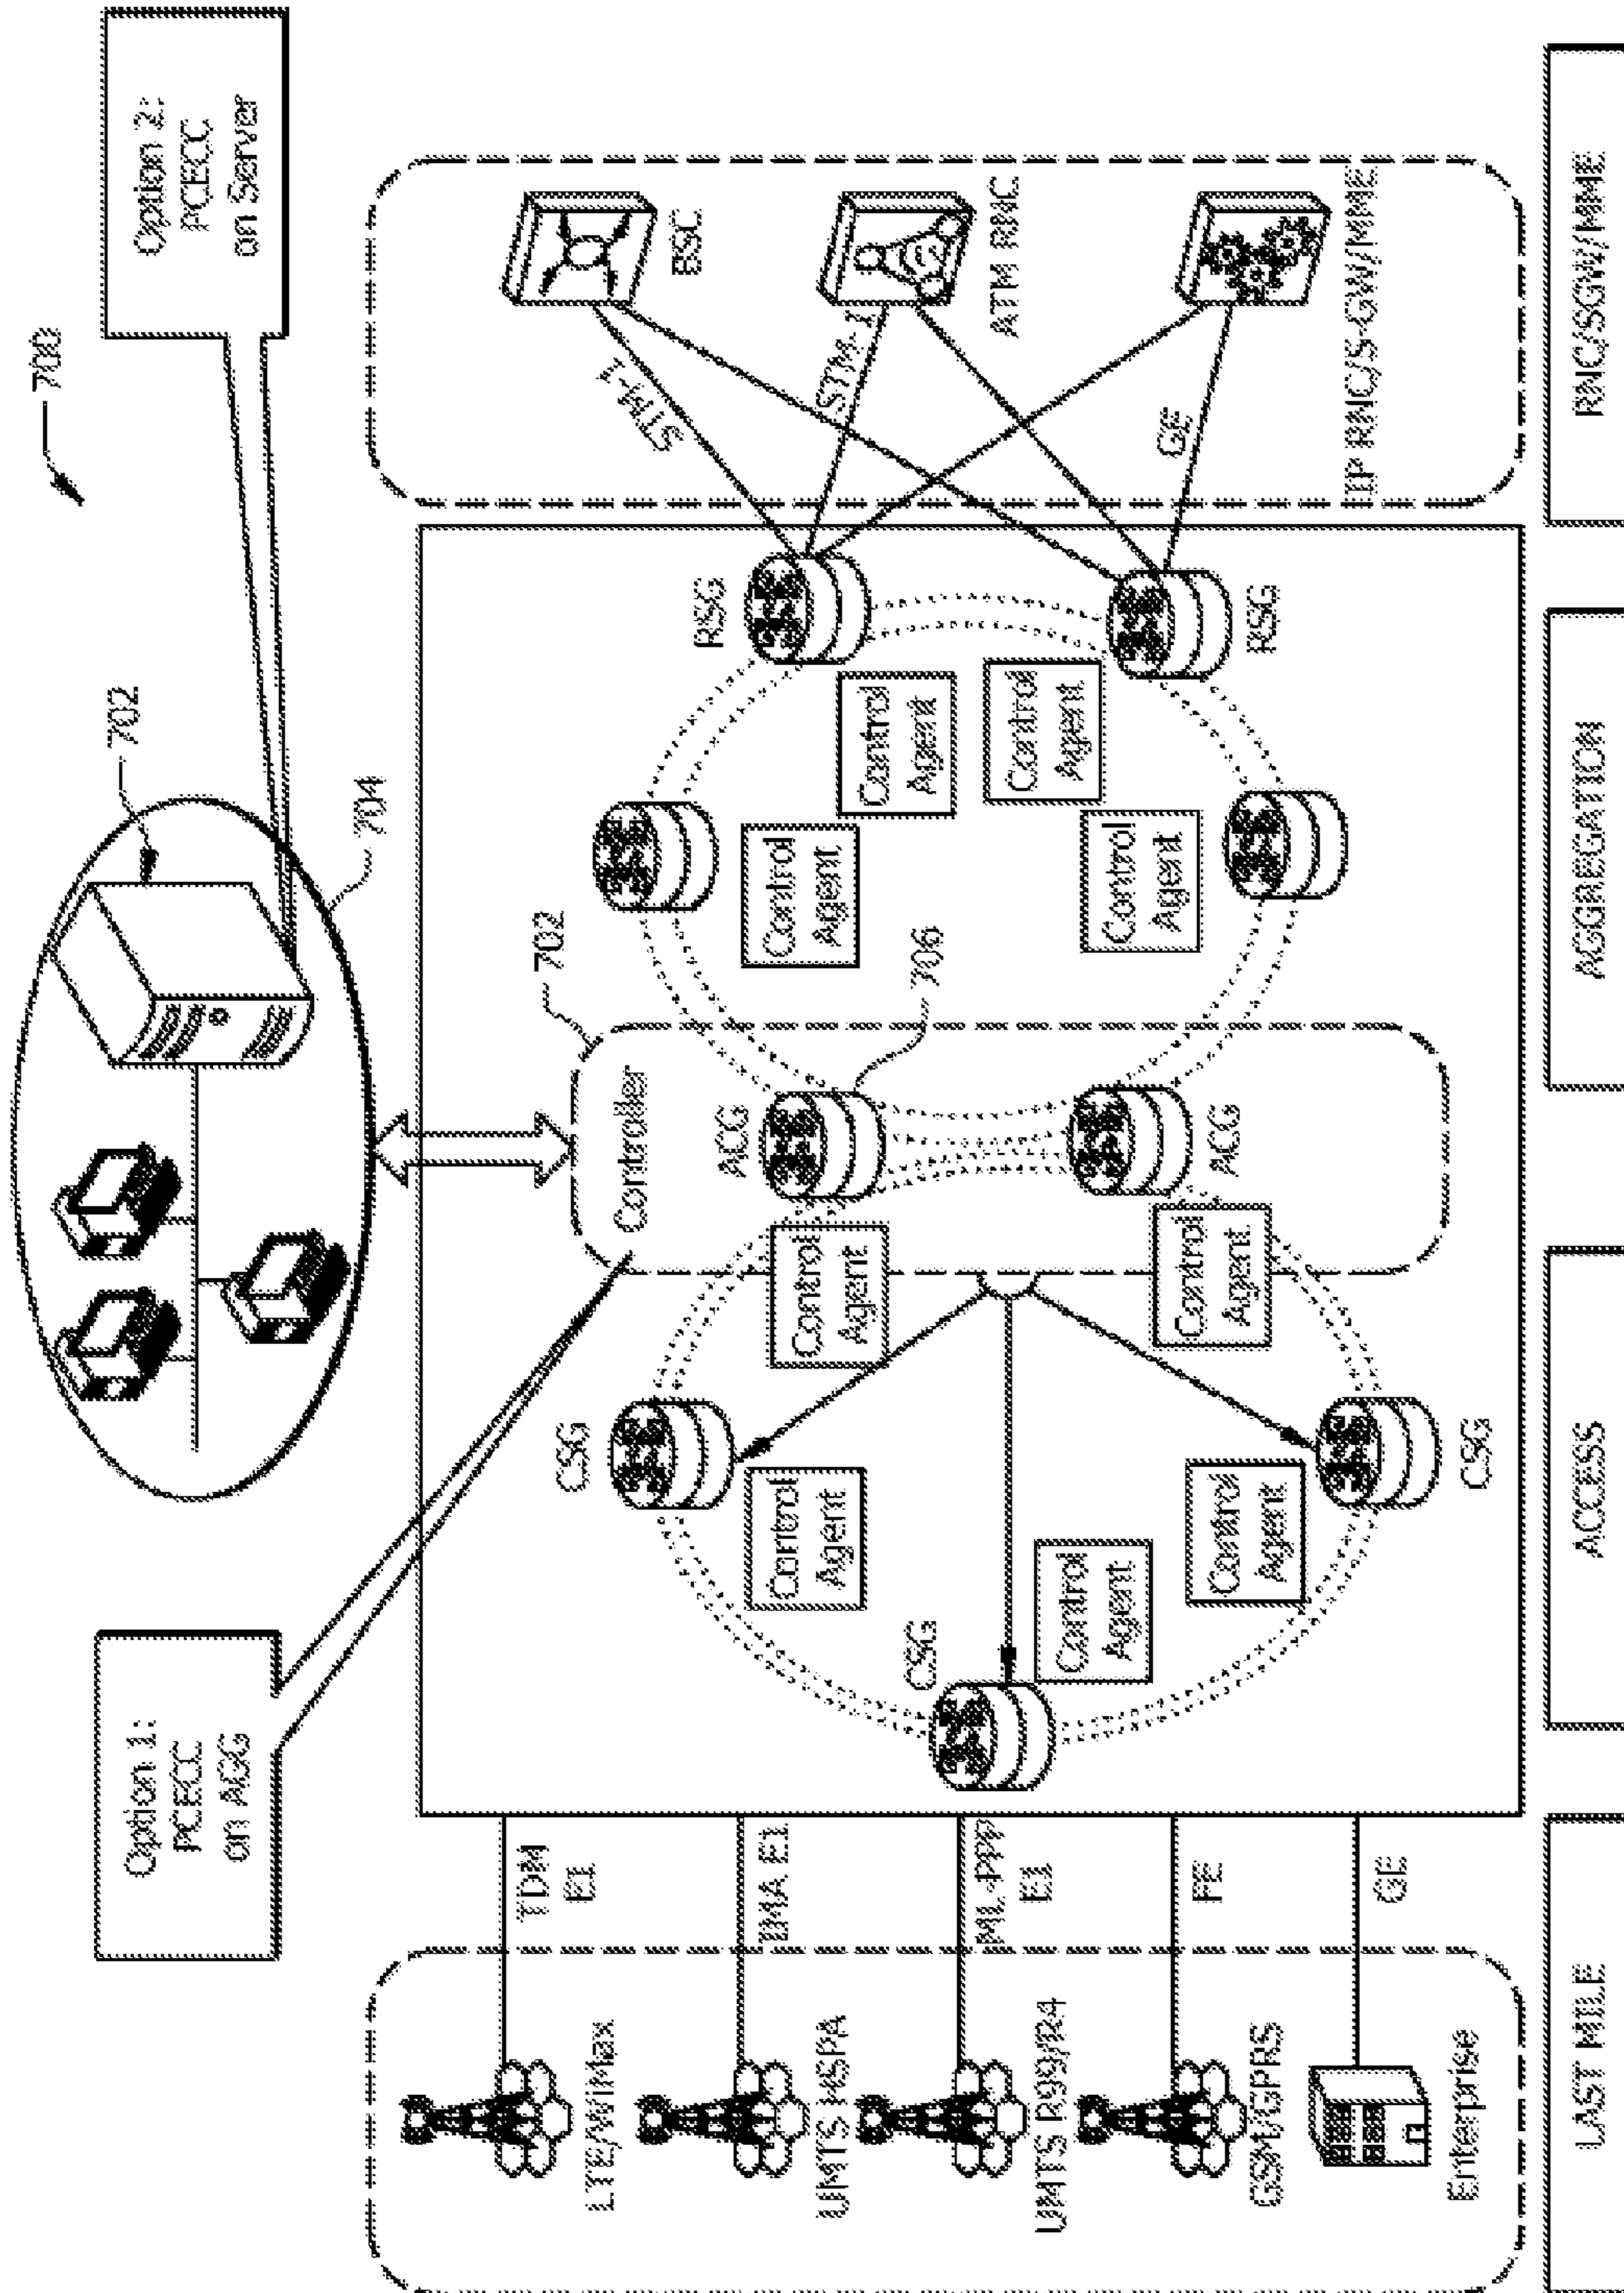 700
Option 1:
PCECC
on AGG
Option 2:
PCECC
on Server
702
704
LTE/WiMax
UMTS HSPA
UMTS R99/R4
GSM/GPRS
Enterprise
TDM
E1
IMA E1
ML-PPP
E1
FE
GE
Controller
702
706
CSG
CSG
CSG
Control
Agent
Control
Agent
Control
Agent
Control
Agent
Control
Agent
ACG
ACG
Control
Agent
Control
Agent
Control
Agent
Control
Agent
RSG
RSG
STM-1
STM-1
GE
BSC
ATM RNC
IP RNC/S-GW/MME
LAST MILE
ACCESS
AGGREGATION
RNC/SGW/MME